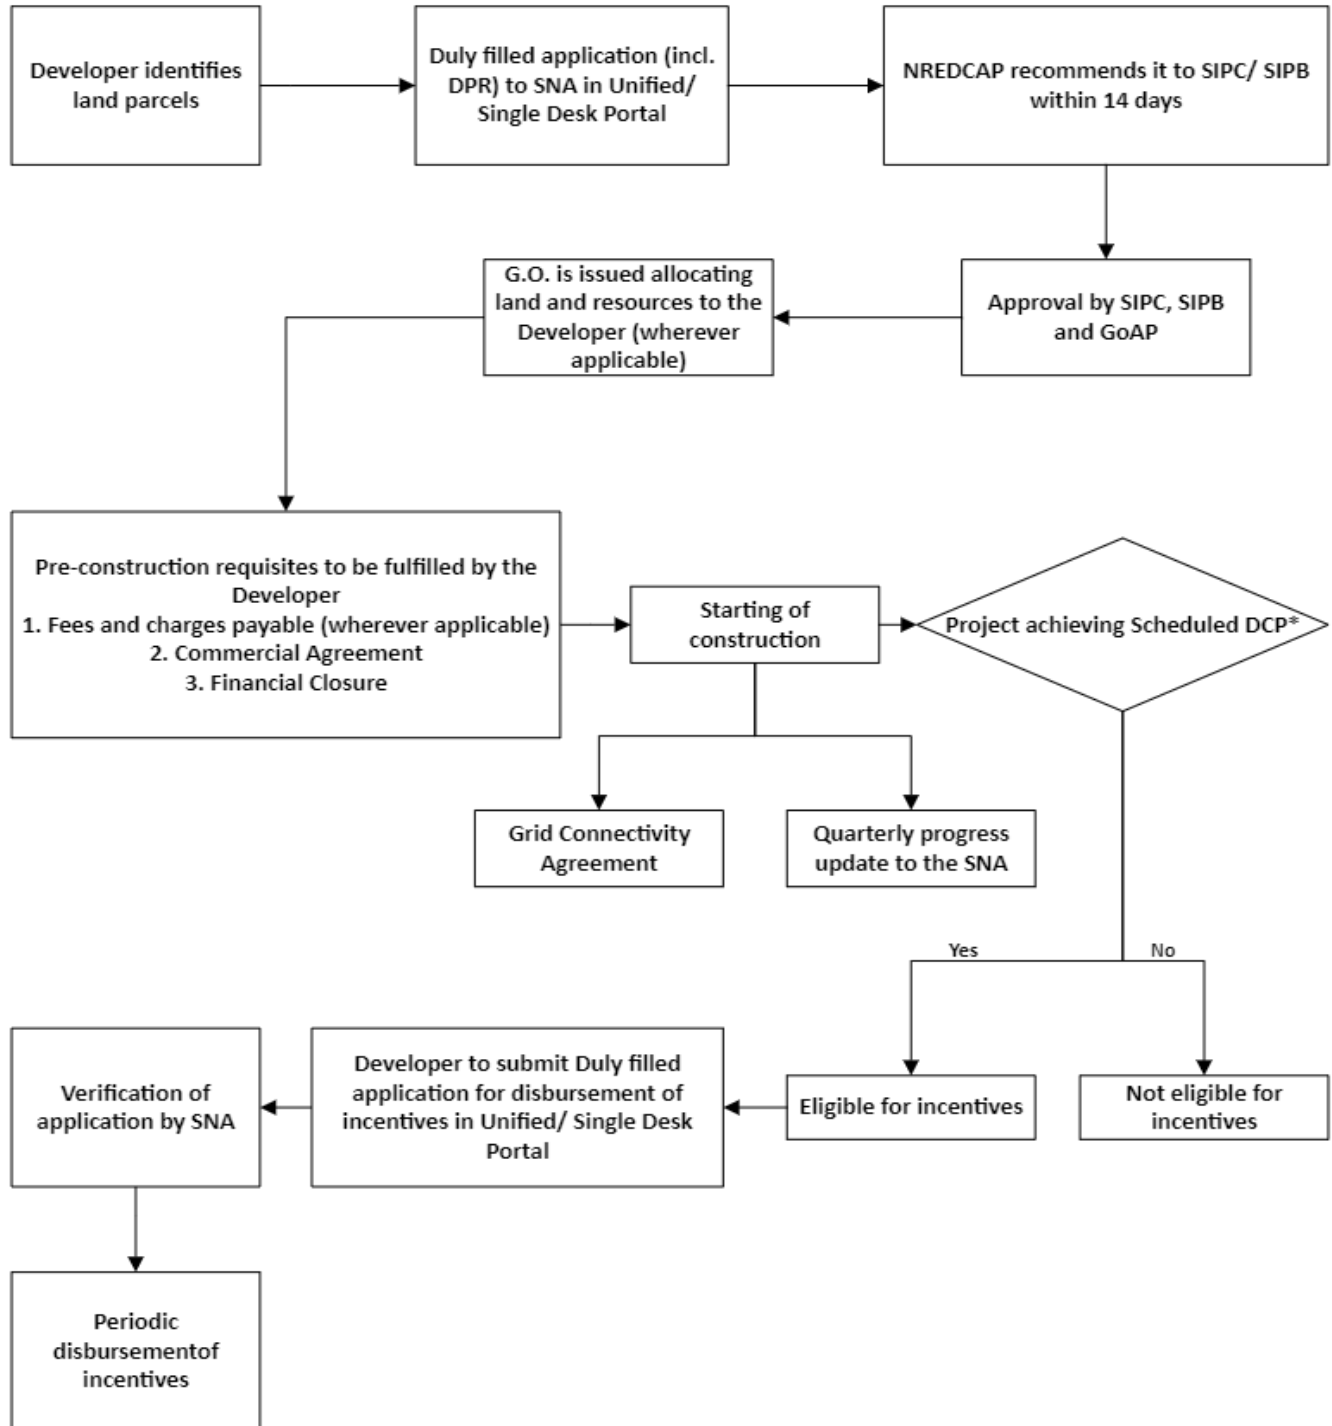 Developer identifies
land parcels
Duly filled application (incl.
DPR) to SNA in Unified/
Single Desk Portal
NREDCAP recommends it to SIPC/ SIPB
within 14 days
Approval by SIPC, SIPB
and GoAP
G.O. is issued allocating
land and resources to the
Developer (wherever
applicable)
Pre-construction requisites to be fulfilled by the
Developer
1. Fees and charges payable (wherever applicable)
2. Commercial Agreement
3. Financial Closure
Starting of
construction
Project achieving Scheduled DCP*
Grid Connectivity
Agreement
Quarterly progress
update to the SNA
Yes
No
Eligible for incentives
Not eligible for
incentives
Developer to submit Duly filled
application for disbursement of
incentives in Unified/ Single Desk
Portal
Verification of
application by SNA
Periodic
disbursementof
incentives